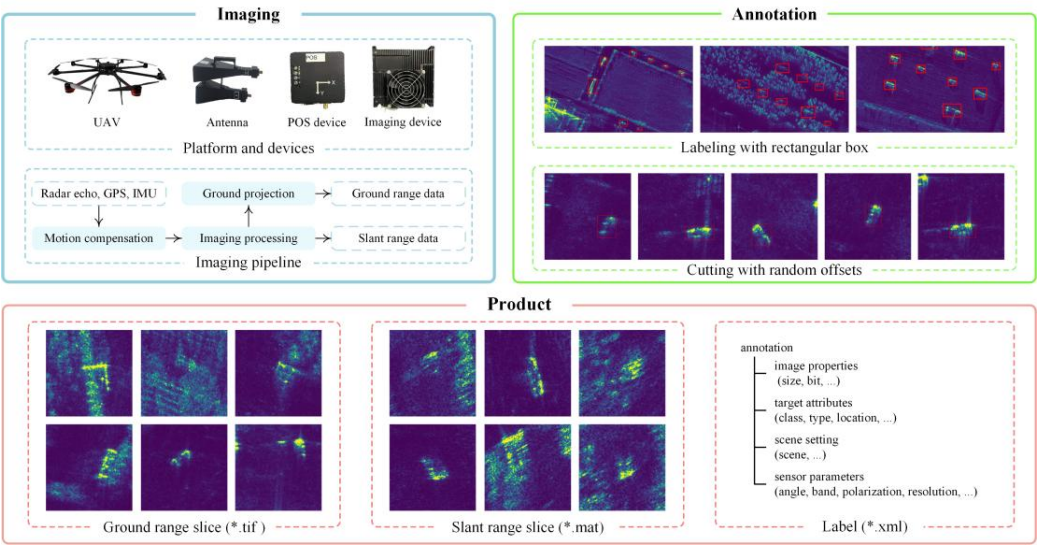 Imaging
UAV
Antenna
POS
POS device
Imaging device
Platform and devices
Radar echo, GPS, IMU
Ground projection
Ground range data
Motion compensation
Imaging processing
Slant range data
Imaging pipeline
Annotation
Labeling with rectangular box
Cutting with random offsets
Product
Ground range slice (*.tif )
Slant range slice (*.mat)
annotation
image properties
(size, bit, ...)
target attributes
(class, type, location, ...)
scene setting
(scene, ...)
sensor parameters
(angle, band, polarization, resolution, ...)
Label (*.xml)